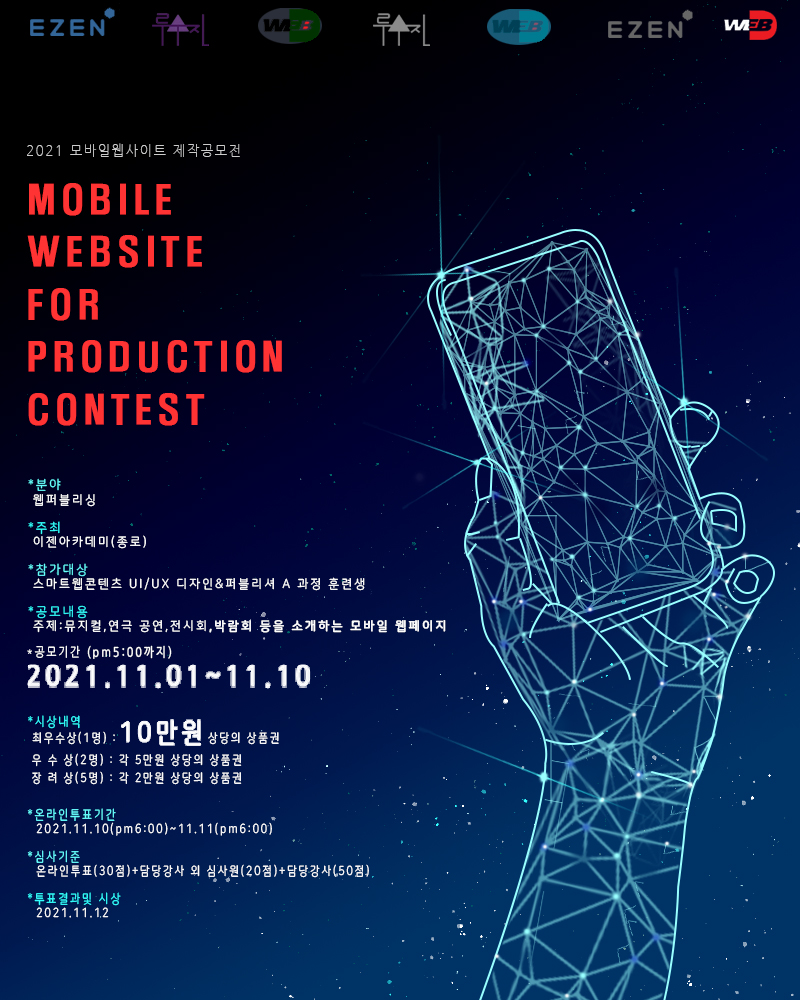 EZEN 루츠 WEB 루츠 WEB EZEN WEB
2021 모바일웹사이트 제작공모전
MOBILE
WEBSITE
FOR
PRODUCTION
CONTEST
*분야
웹퍼블리싱
*주최
이젠아카데미(종로)
*참가대상
스마트웹콘텐츠 UI/UX 디자인&퍼블리셔 A 과정 훈련생
*공모내용
주제:뮤지컬,연극 공연,전시회,박람회 등을 소개하는 모바일 웹페이지
*공모기간 (pm5:00까지)
2021.11.01~11.10
*시상내역
최우수상(1명) : 10만원 상당의 상품권
우 수 상(2명) : 각 5만원 상당의 상품권
장 려 상(5명) : 각 2만원 상당의 상품권
*온라인투표기간
2021.11.10(pm6:00)~11.11(pm6:00)
*심사기준
온라인투표(30점)+담당강사 외 심사원(20점)+담당강사(50점)
*투표결과및 시상
2021.11.12